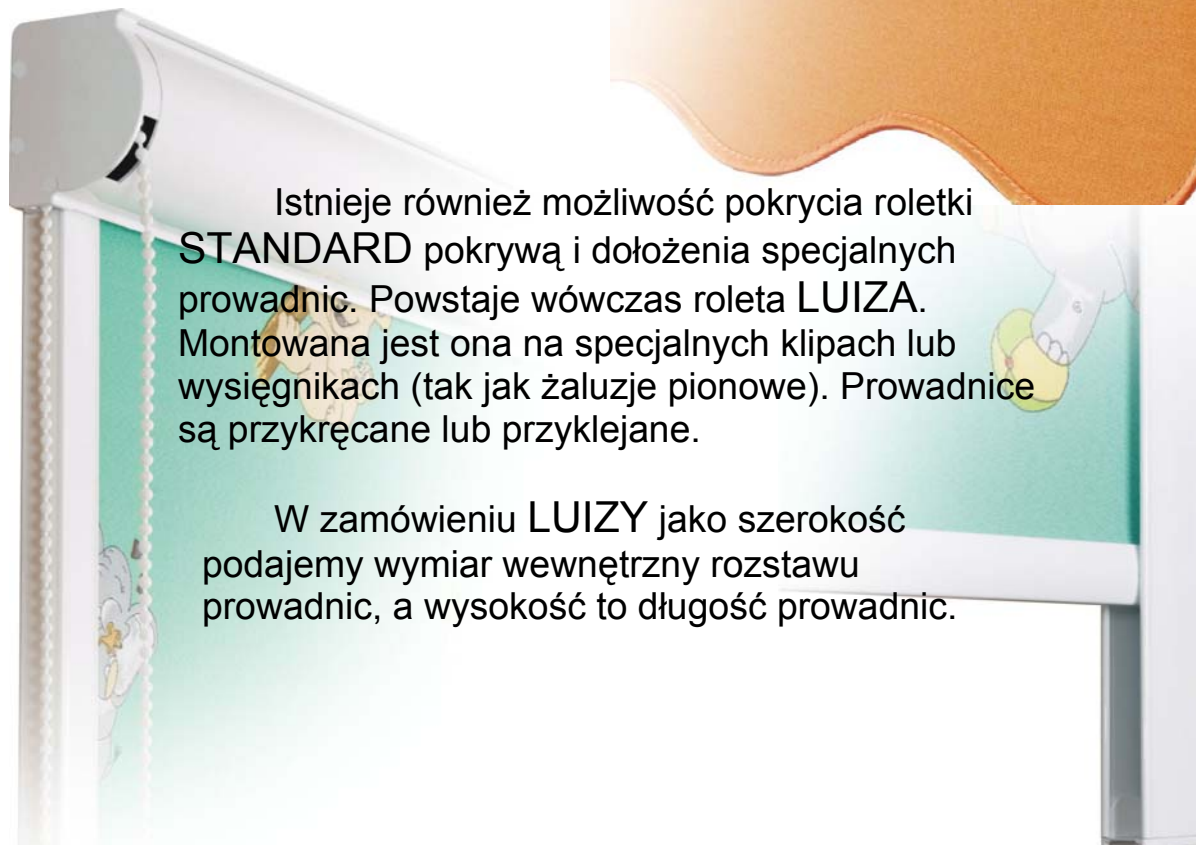 Istnieje również możliwość pokrycia roletki
STANDARD pokrywą i dołożenia specjalnych
prowadnic. Powstaje wówczas roleta LUIZA.
Montowana jest ona na specjalnych klipach lub
wysięgnikach (tak jak żaluzje pionowe). Prowadnice
są przykręcane lub przyklejane.
W zamówieniu LUIZY jako szerokość
podajemy wymiar wewnętrzny rozstawu
prowadnic, a wysokość to długość prowadnic.